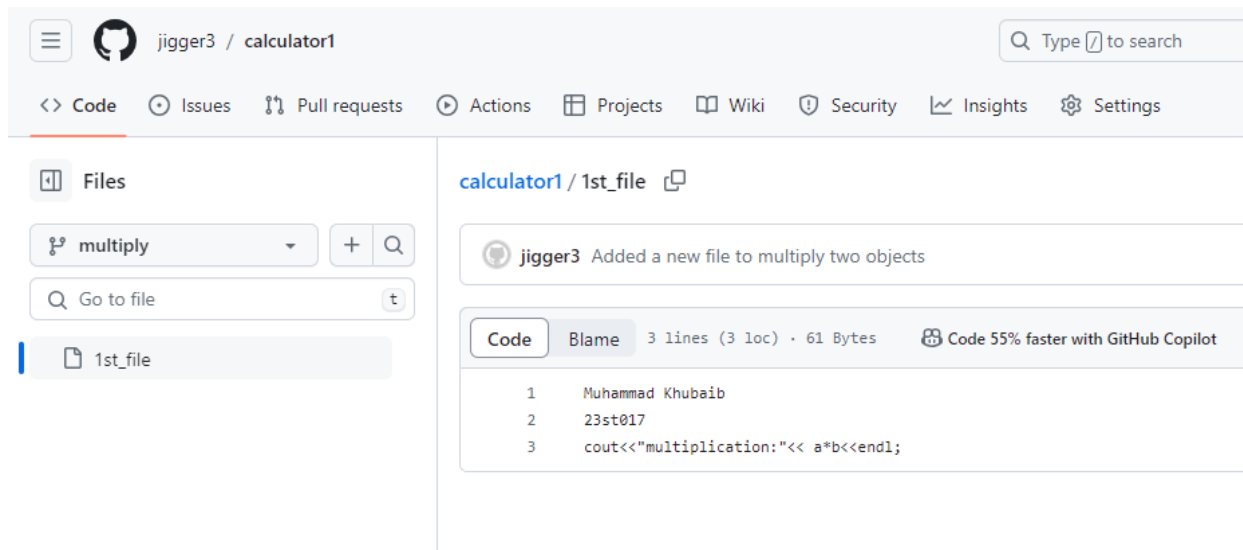 jigger3 / calculator1
Type / to search
Code Issues Pull requests Actions Projects Wiki Security Insights Settings
Files
multiply
Go to file t
1st_file
calculator1 / 1st_file
jigger3 Added a new file to multiply two objects
Code Blame 3 lines (3 loc) · 61 Bytes Code 55% faster with GitHub Copilot
1 Muhammad Khubaib
2 23st017
3 cout<<"multiplication:"<< a*b<<endl;